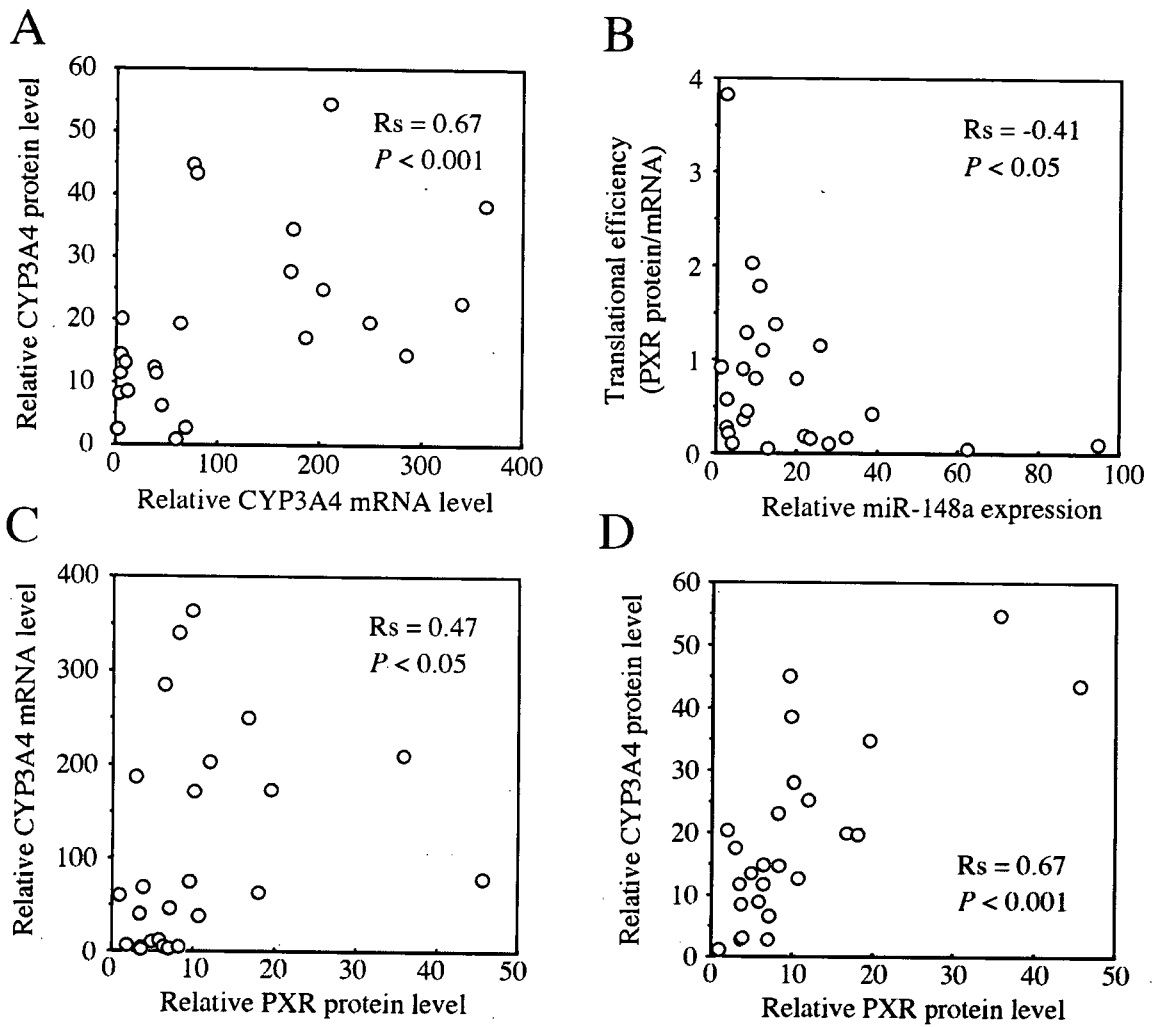 A
Relative CYP3A4 protein level
60
50
40
30
20
10
0
Rs = 0.67
P < 0.001
0 100 200 300 400
Relative CYP3A4 mRNA level
B
Translational efficiency
(PXR protein/mRNA)
4
3
2
1
0
Rs = -0.41
P < 0.05
0 20 40 60 80 100
Relative miR-148a expression
C
Relative CYP3A4 mRNA level
400
300
200
100
0
Rs = 0.47
P < 0.05
0 10 20 30 40 50
Relative PXR protein level
D
Relative CYP3A4 protein level
60
50
40
30
20
10
0
Rs = 0.67
P < 0.001
0 10 20 30 40 50
Relative PXR protein level